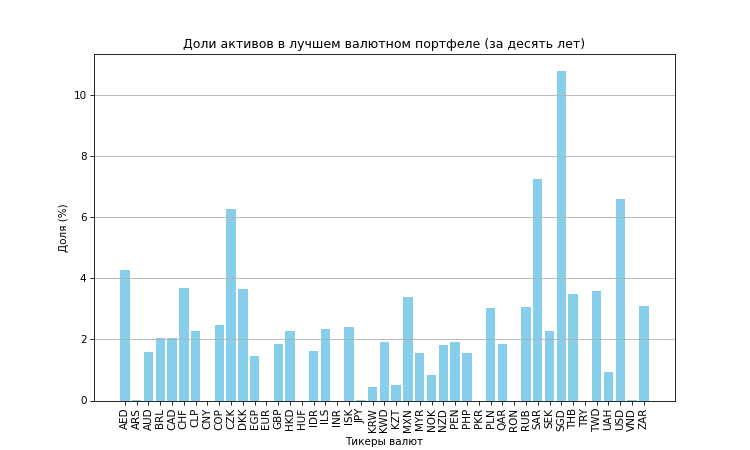 Доли активов в лучшем валютном портфеле (за десять лет)
Доля (%)
10
8
6
4
2
0
AED ARS AUD BRL CAD CHF CLP CNY COP CZK DKK EGP EUR GBP HKD HUF IDR ILS INR ISK JPY KRW KWD KZT MXN MYR NOK NZD PEN PHP PKR PLN QAR RON RUB SAR SEK SGD THB TRY TWD UAH USD VND ZAR
Тикеры валют